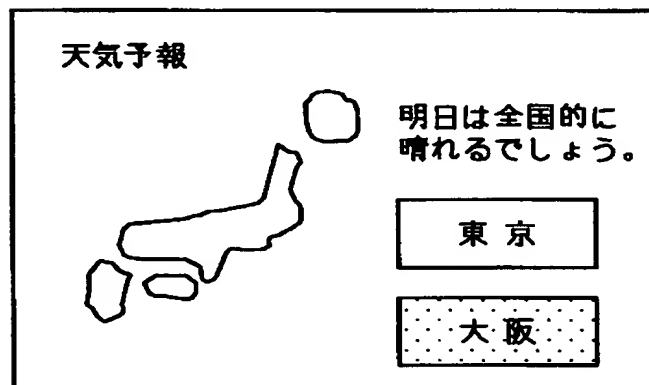 天気予報
明日は全国的に
晴れるでしょう。
東京
大阪